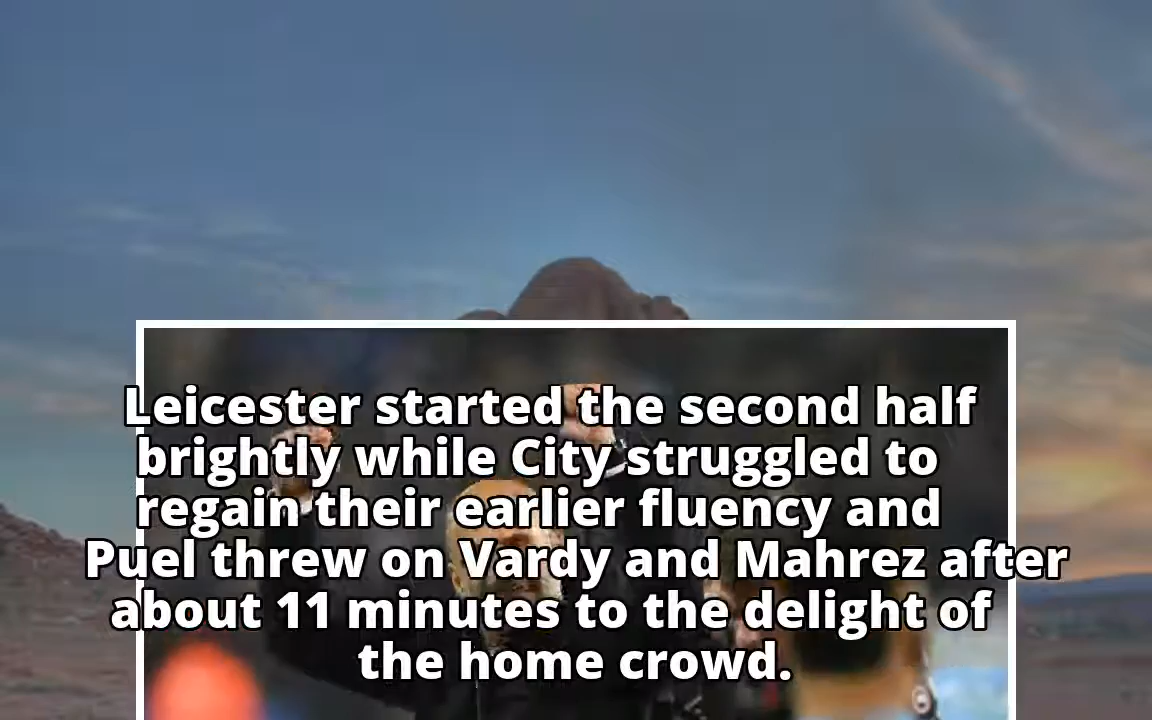 Leicester started the second half
brightly while City struggled to
regain their earlier fluency and
Puel threw on Vardy and Mahrez after
about 11 minutes to the delight of
the home crowd.